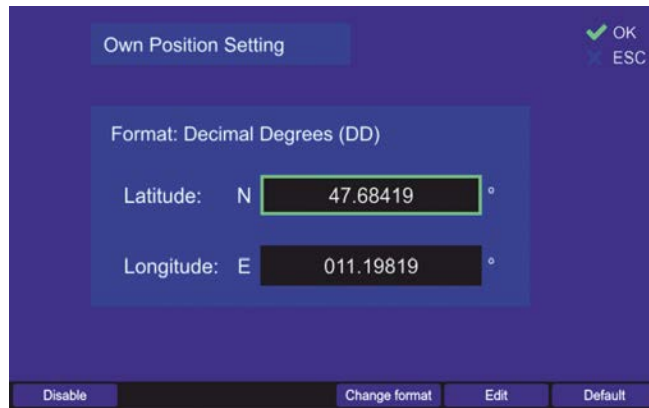 Own Position Setting
OK
ESC
Format: Decimal Degrees (DD)
Latitude: N 47.68419 °
Longitude: E 011.19819 °
Disable Change format Edit Default